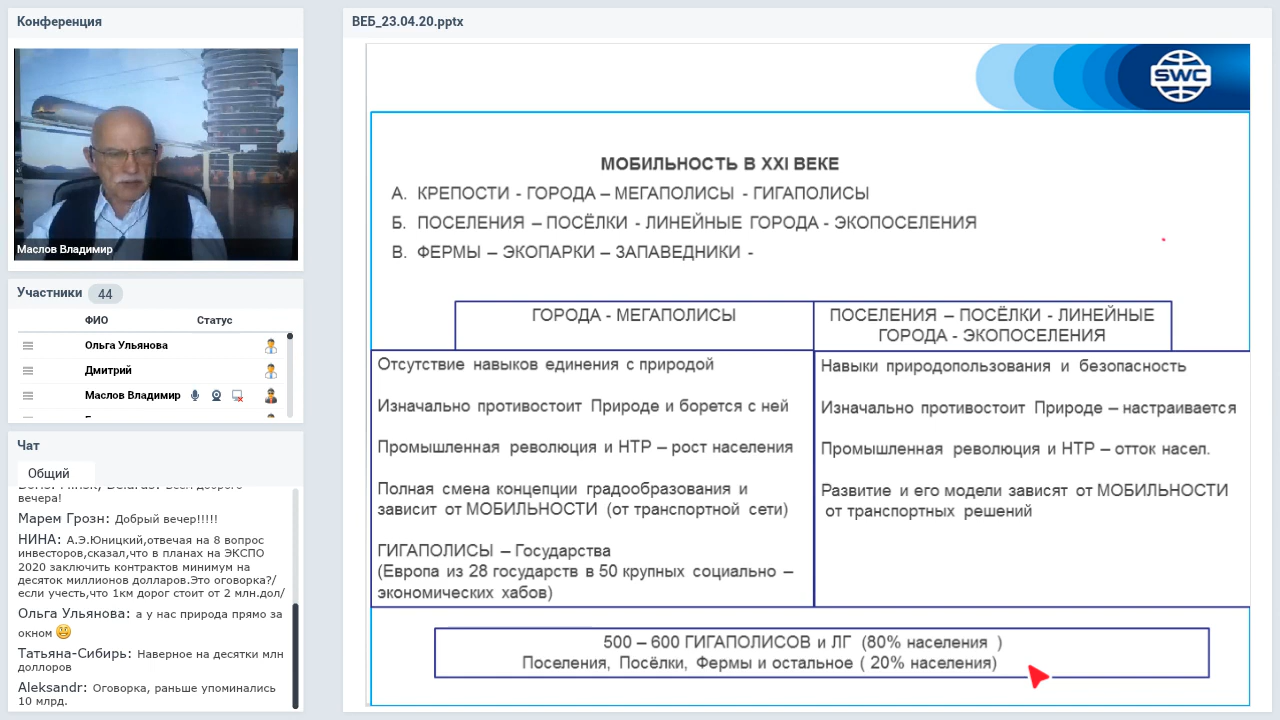 Конференция
Маслов Владимир
Участники 44
ФИО Статус
Ольга Ульянова
Дмитрий
Маслов Владимир
Чат
Общий
вечера!
Марем Грозн: Добрый вечер!!!!!
НИНА: А.Э.Юницкий,отвечая на 8 вопрос
инвесторов,сказал,что в планах на ЭКСПО
2020 заключить контрактов минимум на
десяток миллионов долларов.Это оговорка?/
если учесть,что 1км дорог стоит от 2 млн.дол/
Ольга Ульянова: а у нас природа прямо за
окном
Татьяна-Сибирь: Наверное на десятки млн
доллоров
Aleksandr: Оговорка, раньше упоминались
10 млрд.
ВЕБ_23.04.20.pptx
SWC
МОБИЛЬНОСТЬ В XXI ВЕКЕ
А. КРЕПОСТИ - ГОРОДА – МЕГАПОЛИСЫ - ГИГАПОЛИСЫ
Б. ПОСЕЛЕНИЯ – ПОСЁЛКИ - ЛИНЕЙНЫЕ ГОРОДА - ЭКОПОСЕЛЕНИЯ
В. ФЕРМЫ – ЭКОПАРКИ – ЗАПАВЕДНИКИ -
ГОРОДА - МЕГАПОЛИСЫ
Отсутствие навыков единения с природой
Изначально противостоит Природе и борется с ней
Промышленная революция и НТР – рост населения
Полная смена концепции градообразования и
зависит от МОБИЛЬНОСТИ (от транспортной сети)
ГИГАПОЛИСЫ – Государства
(Европа из 28 государств в 50 крупных социально –
экономических хабов)
ПОСЕЛЕНИЯ – ПОСЁЛКИ - ЛИНЕЙНЫЕ
ГОРОДА - ЭКОПОСЕЛЕНИЯ
Навыки природопользования и безопасность
Изначально противостоит Природе – настраивается
Промышленная революция и НТР – отток насел.
Развитие и его модели зависят от МОБИЛЬНОСТИ
от транспортных решений
500 – 600 ГИГАПОЛИСОВ и ЛГ (80% населения )
Поселения, Посёлки, Фермы и остальное ( 20% населения)